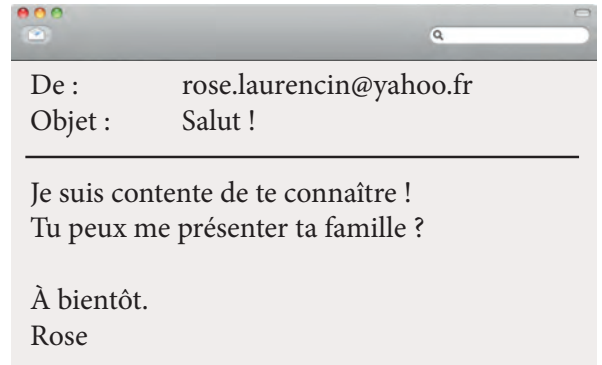 De : rose.laurencin@yahoo.fr
Objet : Salut !
Je suis contente de te connaître !
Tu peux me présenter ta famille ?
À bientôt.
Rose